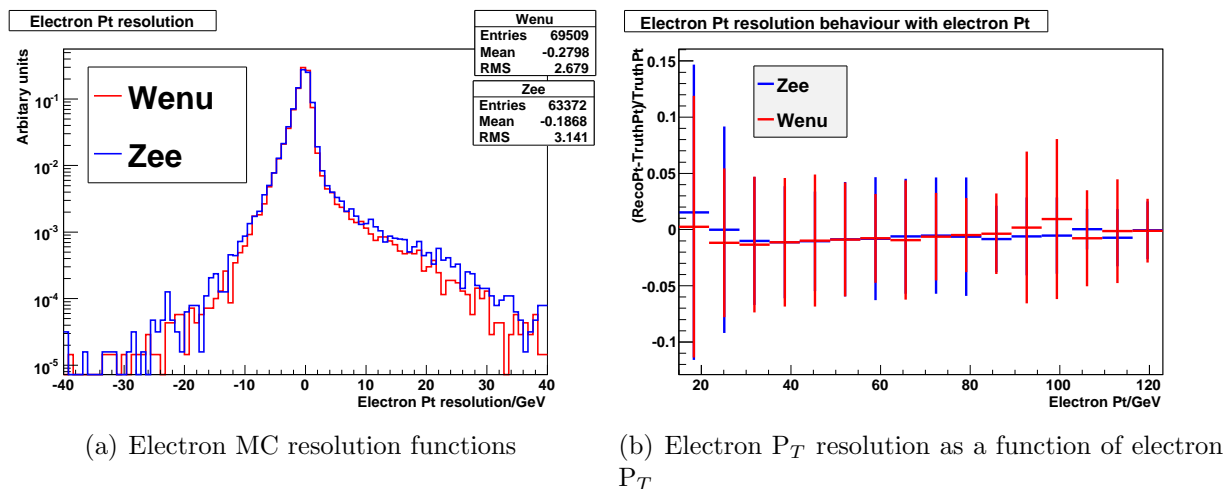 Electron Pt resolution
Wenu
Entries 69509
Mean -0.2798
RMS 2.679
Zee
Entries 63372
Mean -0.1868
RMS 3.141
Wenu
Zee
Arbitary units
10-1
10-2
10-3
10-4
10-5
-40 -30 -20 -10 0 10 20 30 40
Electron Pt resolution/GeV
(a) Electron MC resolution functions
Electron Pt resolution behaviour with electron Pt
(RecoPt-TruthPt)/TruthPt
0.15
0.1
0.05
0
-0.05
-0.1
Zee
Wenu
20 40 60 80 100 120
Electron Pt/GeV
(b) Electron PT resolution as a function of electron
PT